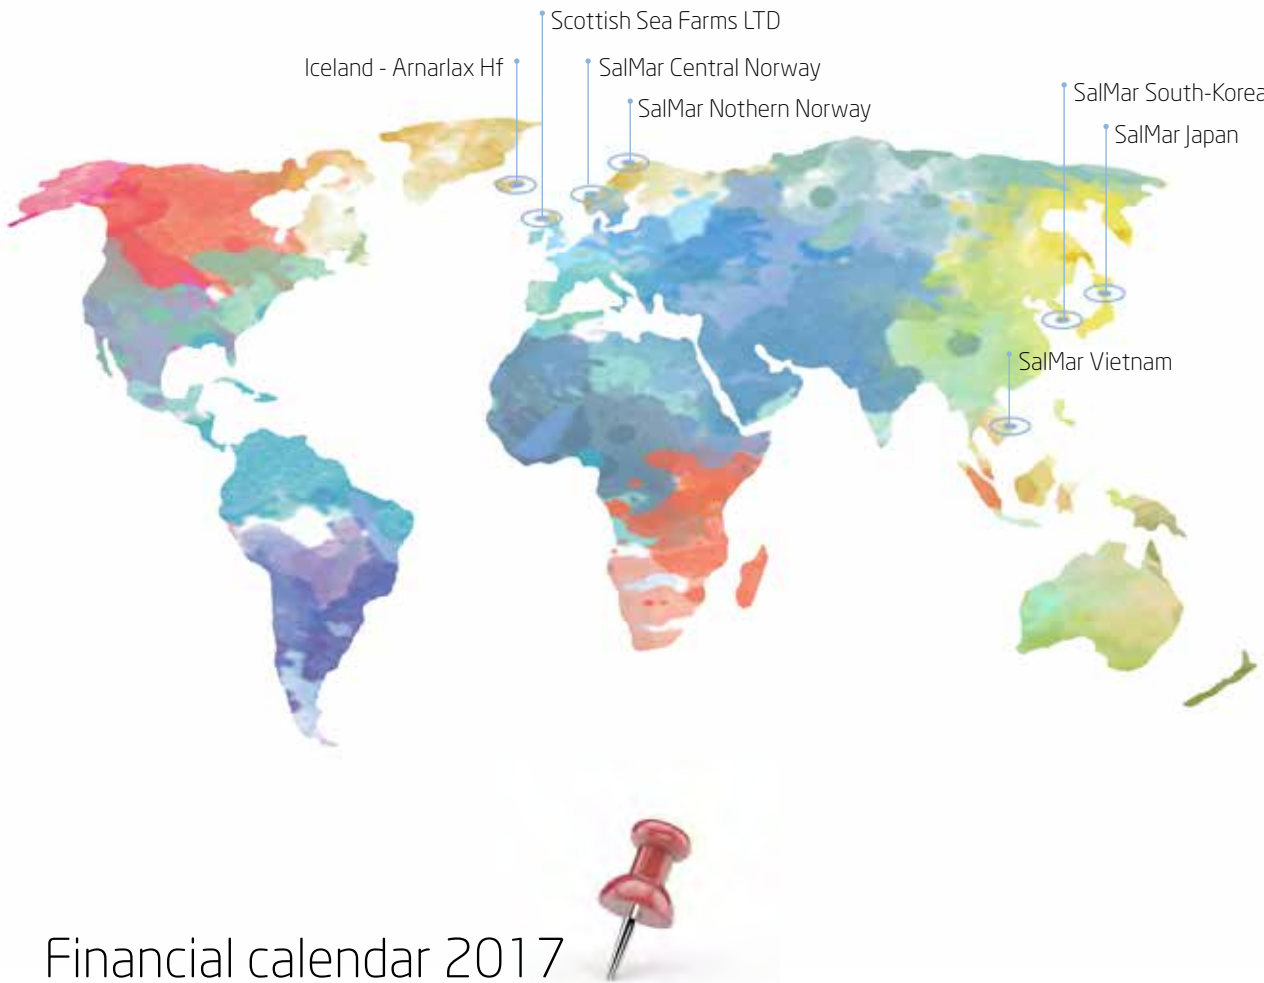 Scottish Sea Farms LTD
Iceland - Arnarlax Hf
SalMar Central Norway
SalMar Nothern Norway
SalMar South-Korea
SalMar Japan
SalMar Vietnam
Financial calendar 2017